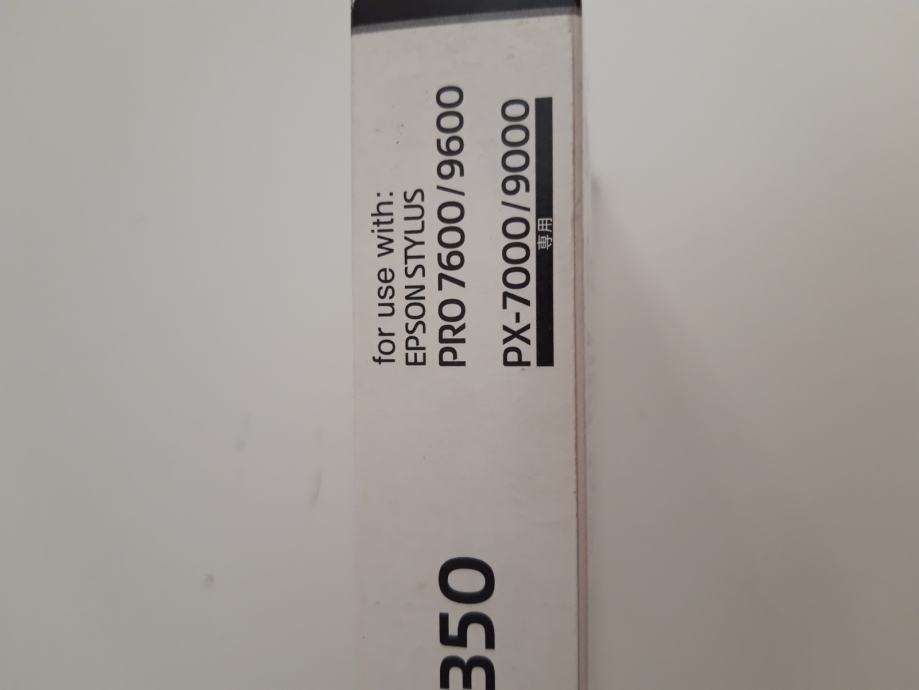 for use with:
EPSON STYLUS
PRO 7600/9600
PX-7000/9000
専用
350